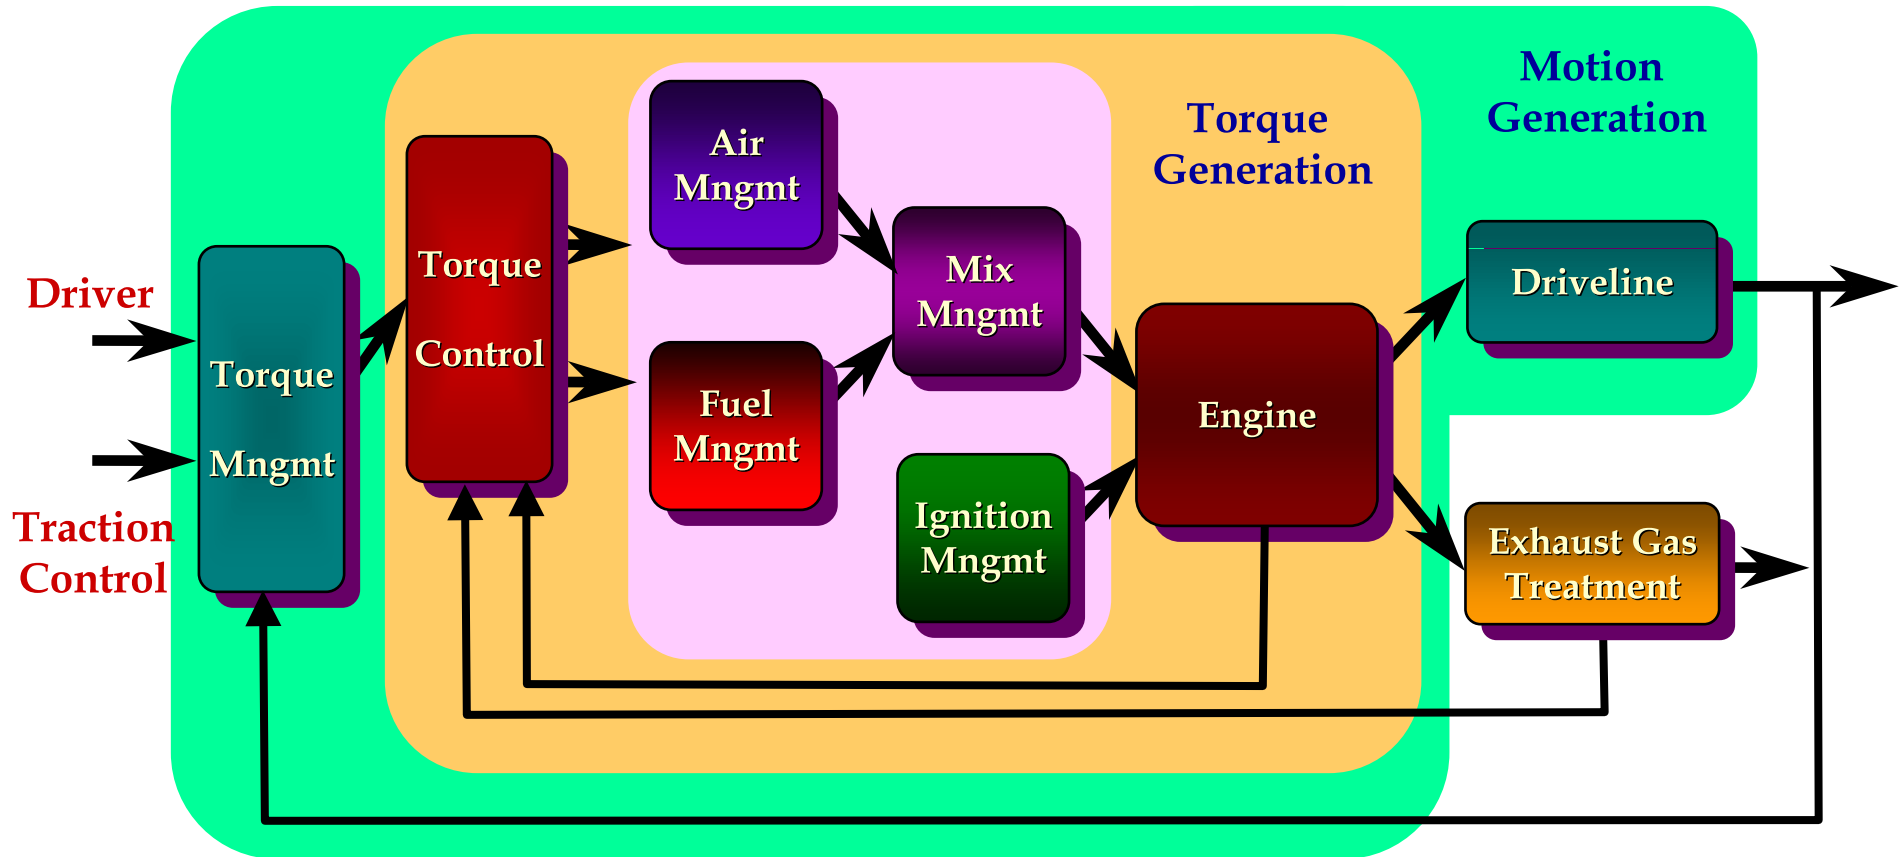 Motion
Generation
Torque
Generation
Air
Mngmt
Torque
Control
Mix
Mngmt
Driveline
Driver
Torque
Mngmt
Fuel
Mngmt
Engine
Traction
Control
Ignition
Mngmt
Exhaust Gas
Treatment